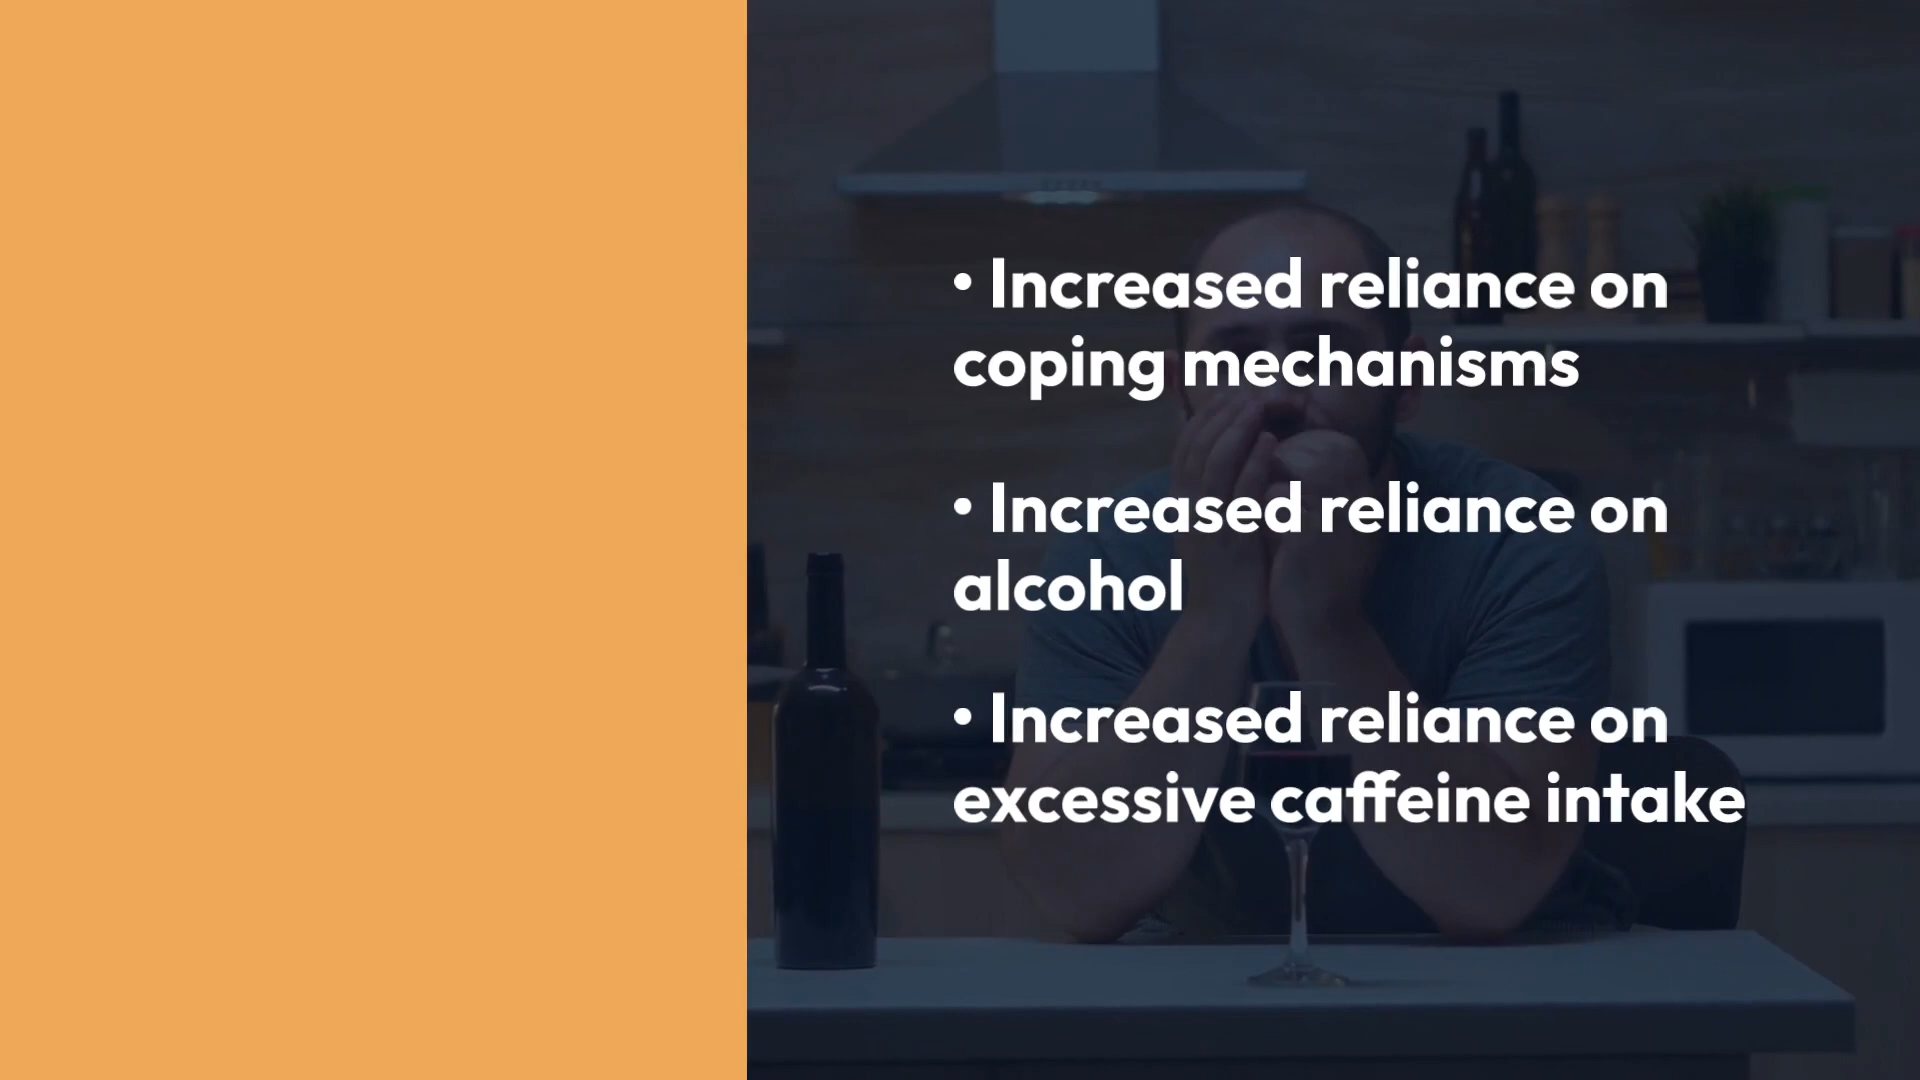 • Increased reliance on
coping mechanisms
• Increased reliance on
alcohol
• Increased reliance on
excessive caffeine intake